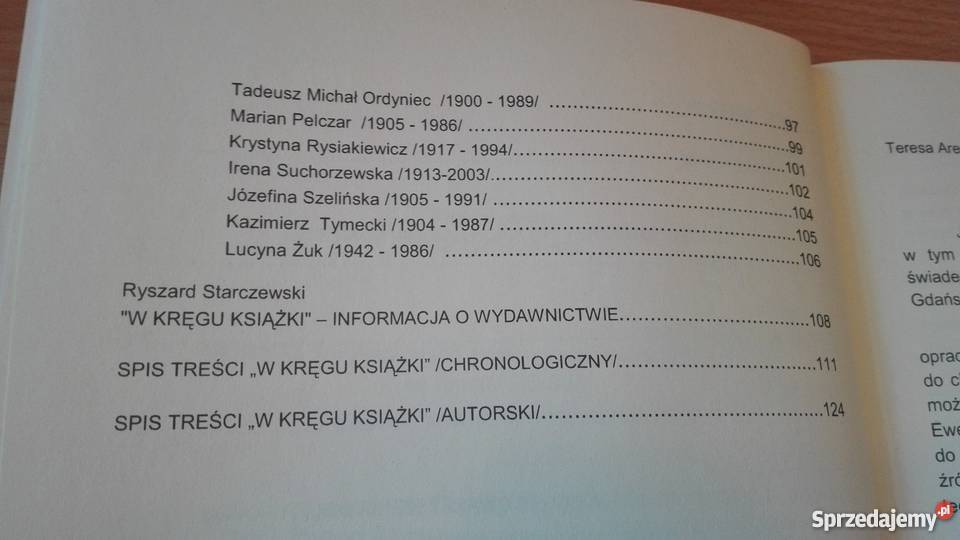 Tadeusz Michał Ordyniec /1900 - 1989/ ........................................97
Marian Pelczar /1905 - 1986/ ......................................................99
Krystyna Rysiakiewicz /1917 - 1994/..............................................101
Irena Suchorzewska /1913-2003/..................................................102
Józefina Szelińska /1905 - 1991/ ..................................................104
Kazimierz Tymecki /1904 - 1987/ .................................................105
Lucyna Żuk /1942 - 1986/ ...........................................................106
Ryszard Starczewski
"W KRĘGU KSIĄŻKI" – INFORMACJA O WYDAWNICTWIE..............................108
SPIS TREŚCI „W KRĘGU KSIĄŻKI” /CHRONOLOGICZNY/..............................111
SPIS TREŚCI „W KRĘGU KSIĄŻKI” /AUTORSKI/...........................................124
Teresa Are
w tym
świade
Gdańs
oprac
do c
moż
Ewe
do
źró
Sprzedajemy.pl